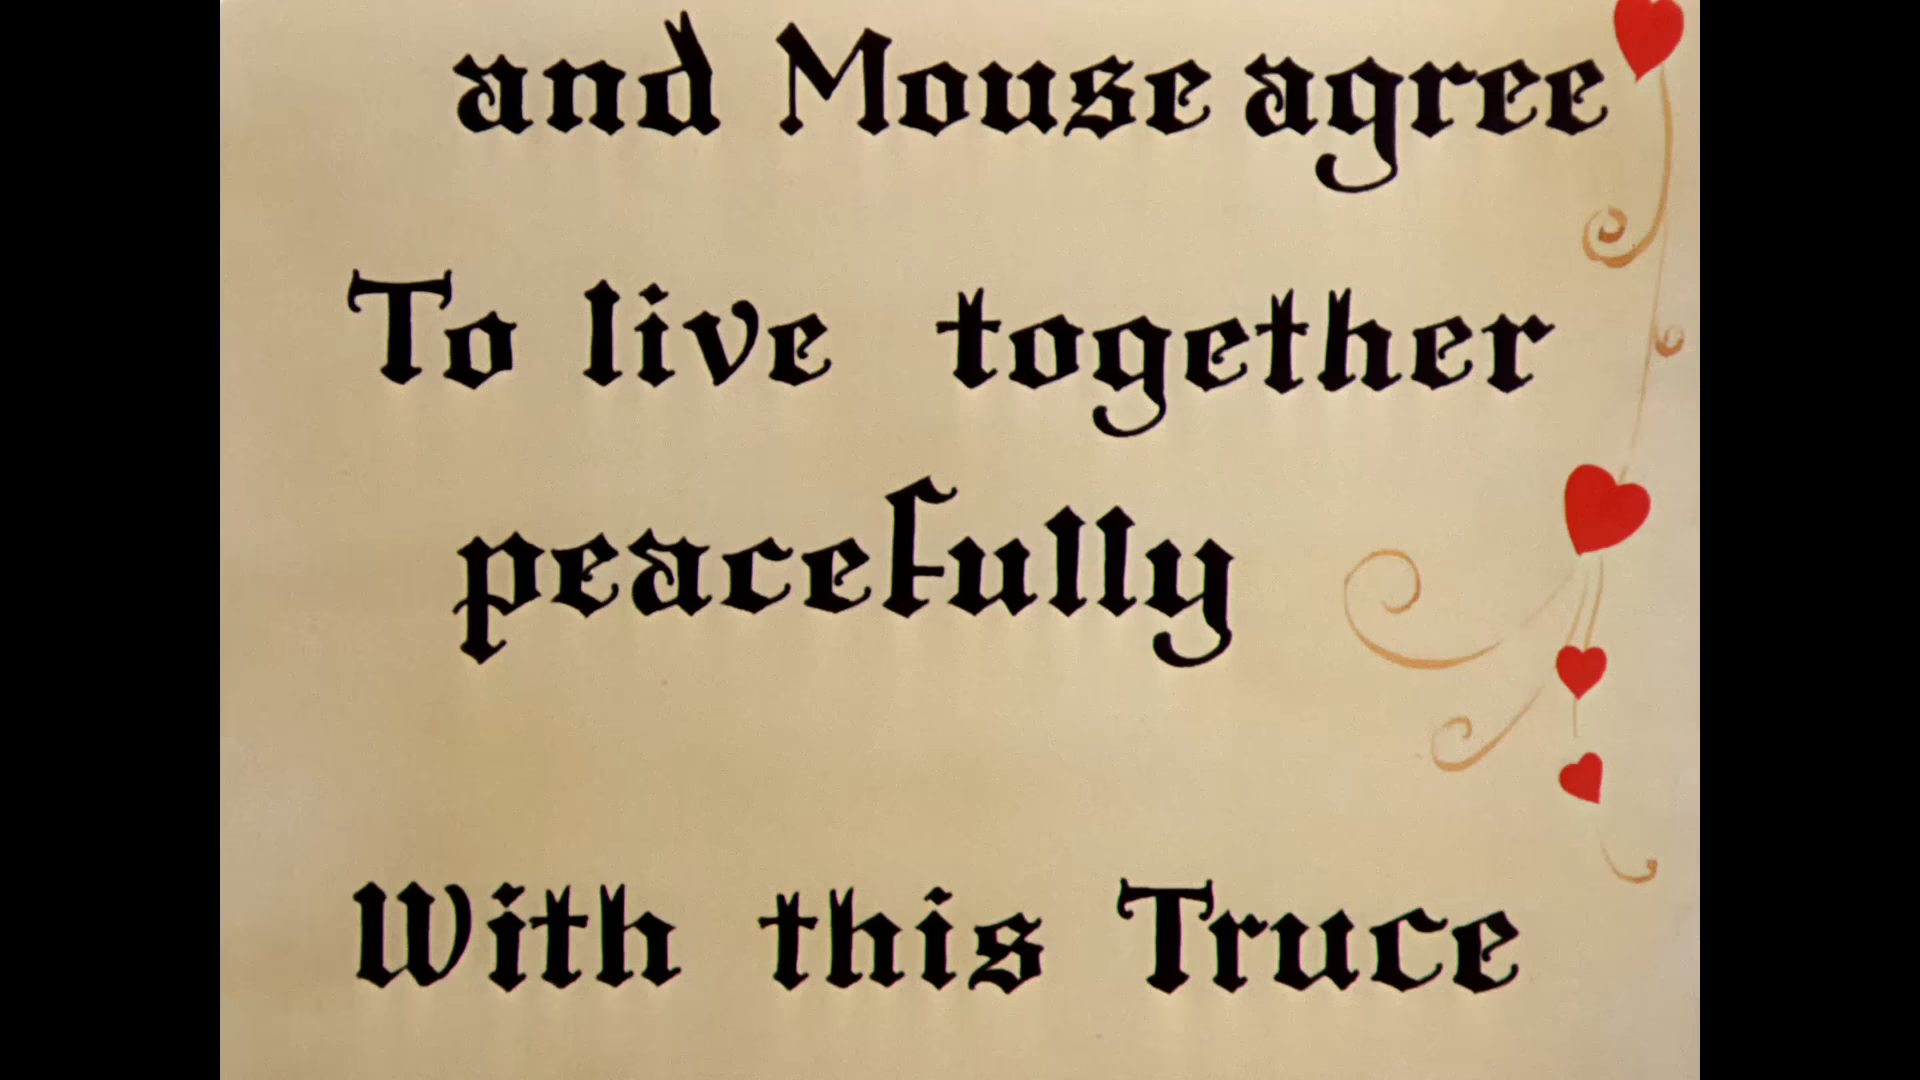 and Mouse agree
To live together
peacefully
With this Truce